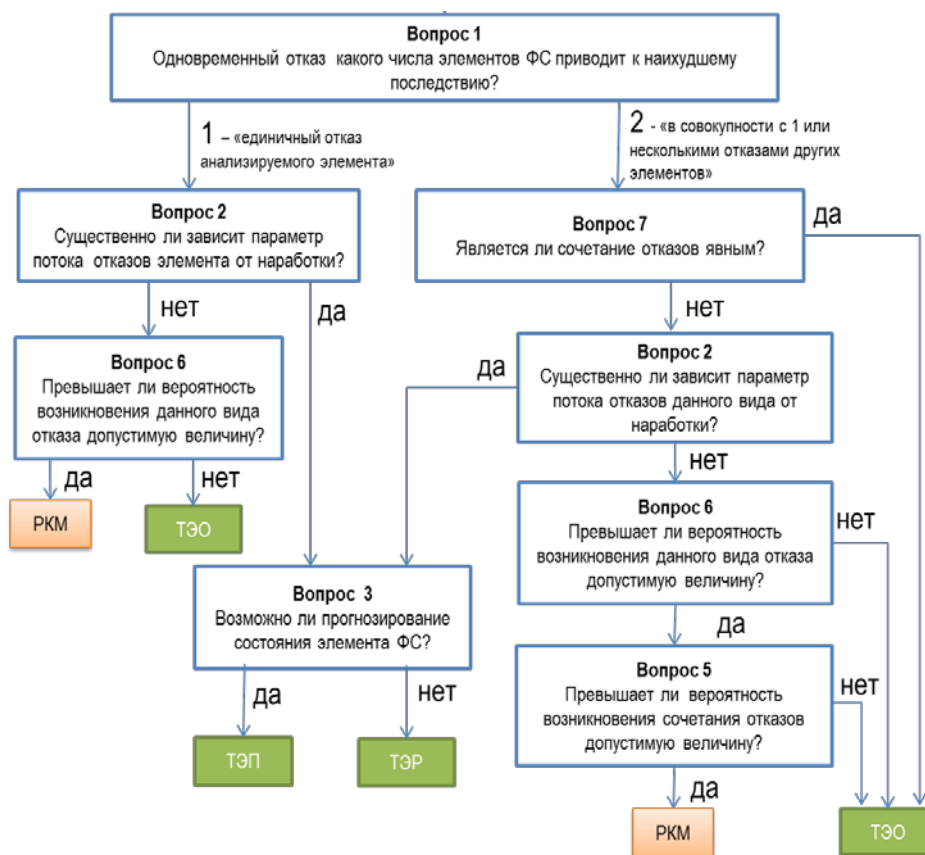 Вопрос 1
Одновременный отказ какого числа элементов ФС приводит к наихудшему
последствию?
1 – «единичный отказ
анализируемого элемента»
2 - «в совокупности с 1 или
несколькими отказами других
элементов»
Вопрос 2
Существенно ли зависит параметр
потока отказов элемента от наработки?
Вопрос 7
Является ли сочетание отказов явным?
да
нет
да
нет
Вопрос 6
Превышает ли вероятность
возникновения данного вида
отказа допустимую величину?
да
Вопрос 2
Существенно ли зависит параметр
потока отказов данного вида от
наработки?
да
нет
нет
РКМ
ТЭО
Вопрос 6
Превышает ли вероятность
возникновения данного вида отказа
допустимую величину?
нет
Вопрос 3
Возможно ли прогнозирование
состояния элемента ФС?
да
Вопрос 5
Превышает ли вероятность
возникновения сочетания отказов
допустимую величину?
нет
да
нет
ТЭП
ТЭР
да
РКМ
ТЭО